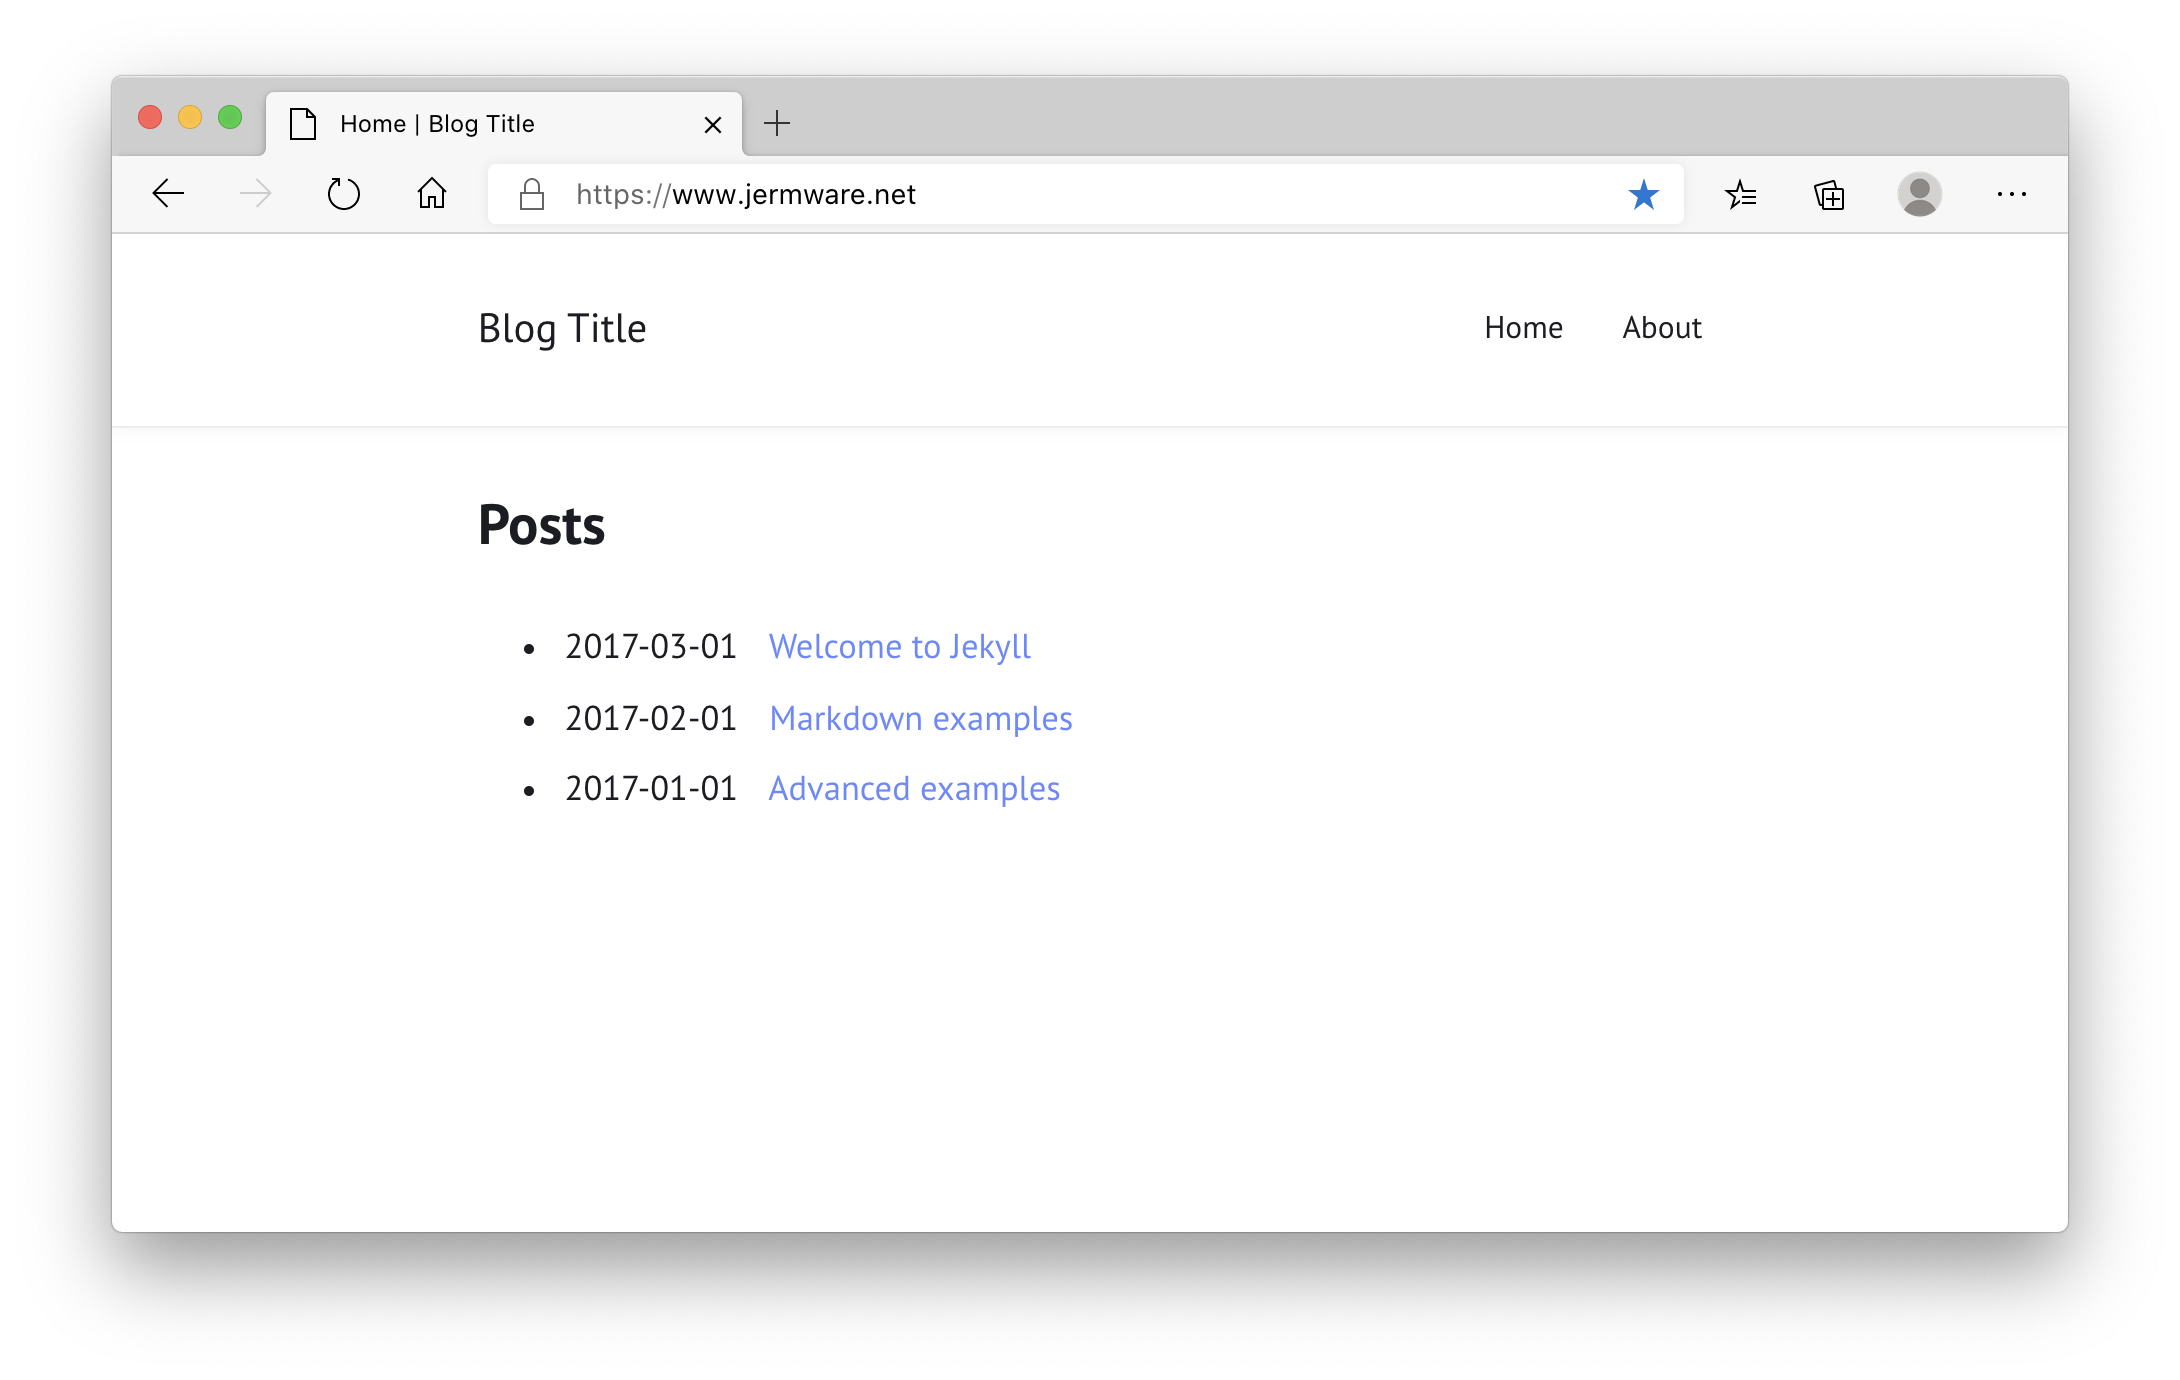 Home | Blog Title
https://www.jermware.net
Blog Title
Home About
Posts
2017-03-01 Welcome to Jekyll
2017-02-01 Markdown examples
2017-01-01 Advanced examples